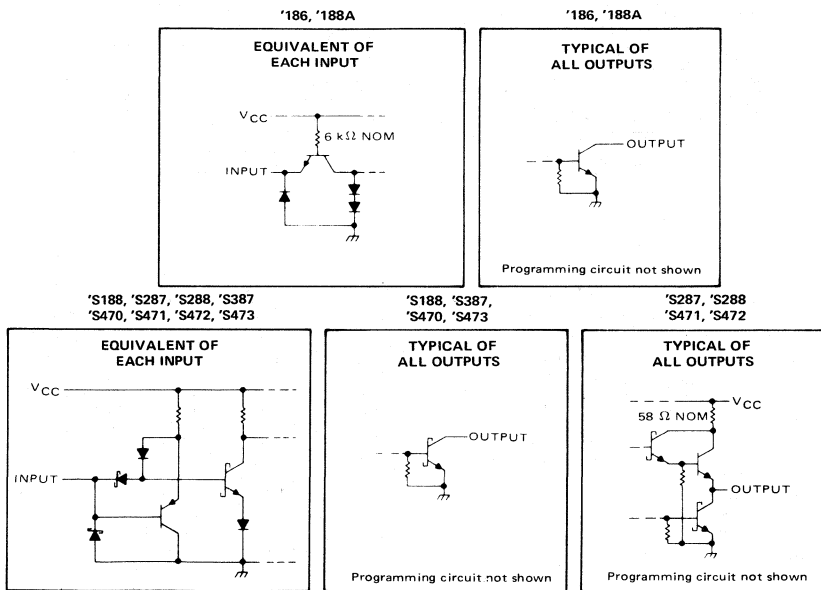 '186, '188A
EQUIVALENT OF
EACH INPUT
VCC
6 kΩ NOM
INPUT
'186, '188A
TYPICAL OF
ALL OUTPUTS
OUTPUT
Programming circuit not shown
'S188, 'S287, 'S288, 'S387
'S470, 'S471, 'S472, 'S473
EQUIVALENT OF
EACH INPUT
VCC
INPUT
'S188, 'S387,
'S470, 'S473
TYPICAL OF
ALL OUTPUTS
OUTPUT
Programming circuit not shown
'S287, 'S288
'S471, 'S472
TYPICAL OF
ALL OUTPUTS
VCC
58 Ω NOM
OUTPUT
Programming circuit not shown